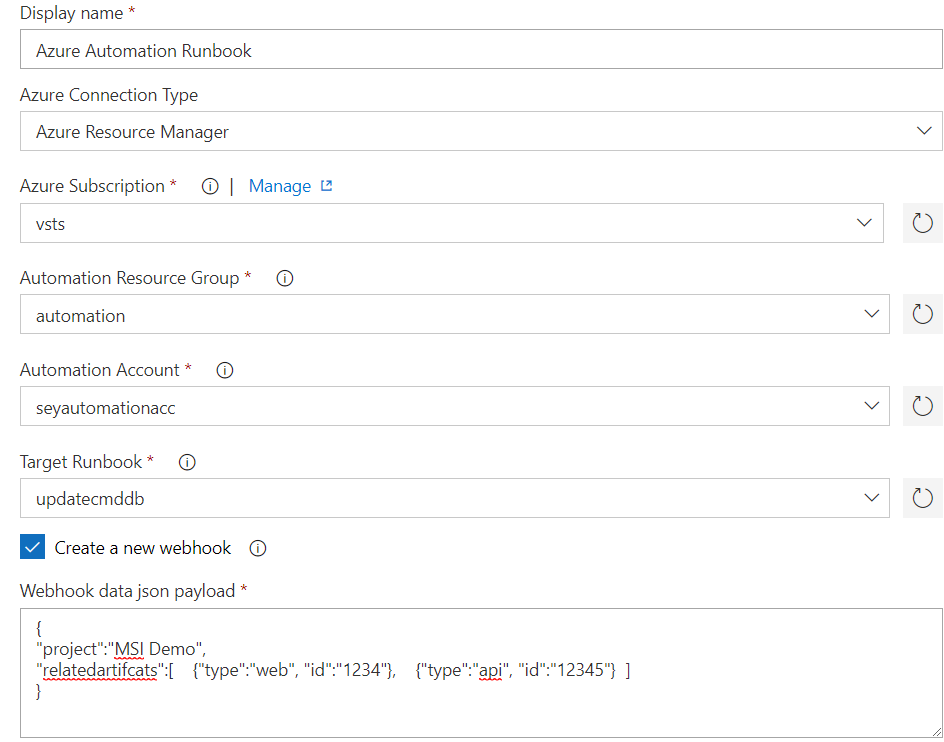 Display name *
Azure Automation Runbook
Azure Connection Type
Azure Resource Manager
Azure Subscription * | Manage
vsts
Automation Resource Group *
automation
Automation Account *
seyautomationacc
Target Runbook *
updatecmddb
Create a new webhook
Webhook data json payload *
{
"project":"MSI Demo",
"relatedartifcats":[    {"type":"web", "id":"1234"},    {"type":"api", "id":"12345"}  ]
}